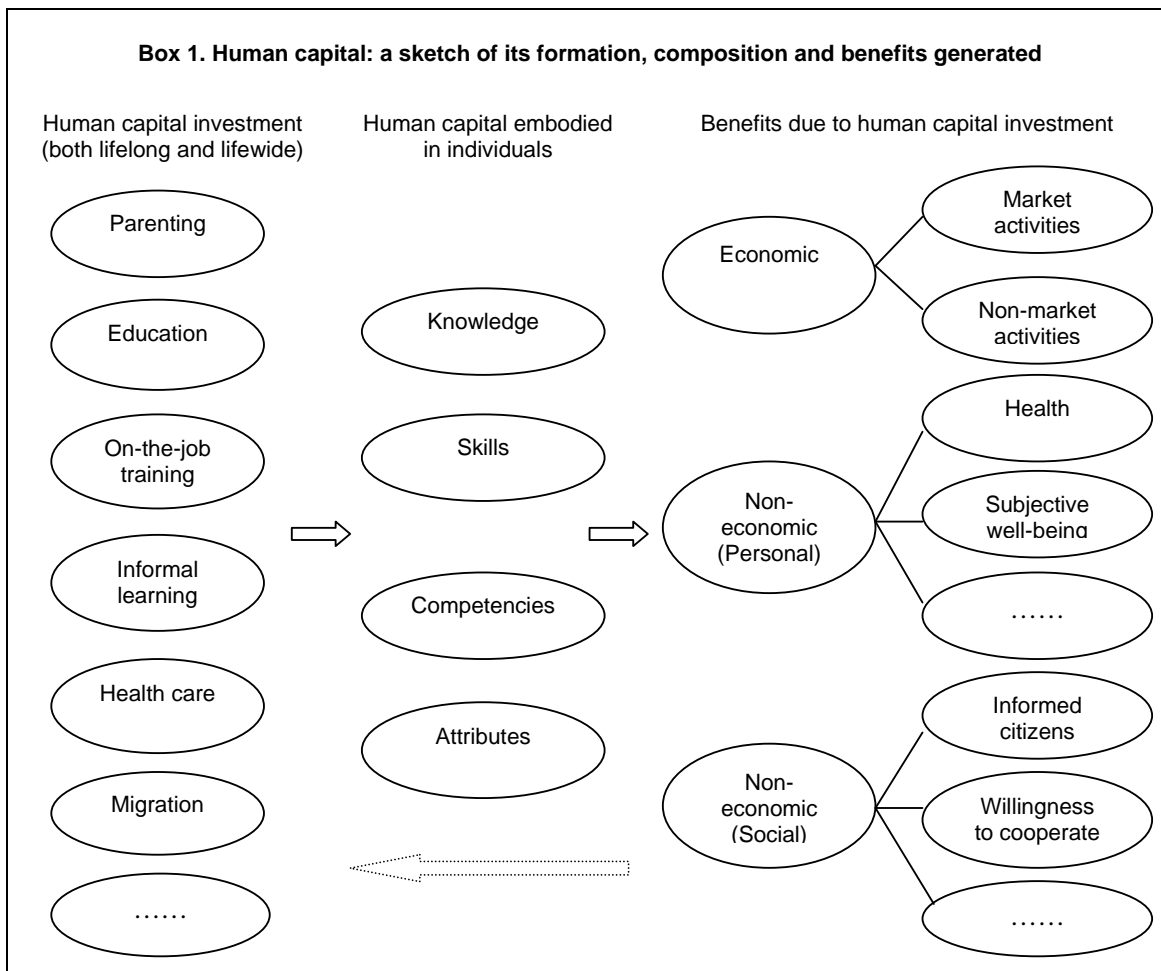 Box 1. Human capital: a sketch of its formation, composition and benefits generated
Human capital investment
(both lifelong and lifewide)
Parenting
Education
On-the-job
training
Informal
learning
Health care
Migration
……
Human capital embodied
in individuals
Knowledge
Skills
Competencies
Attributes
Benefits due to human capital investment
Economic
Market
activities
Non-market
activities
Non-
economic
(Personal)
Health
Subjective
well-being
……
Non-
economic
(Social)
Informed
citizens
Willingness
to cooperate
……